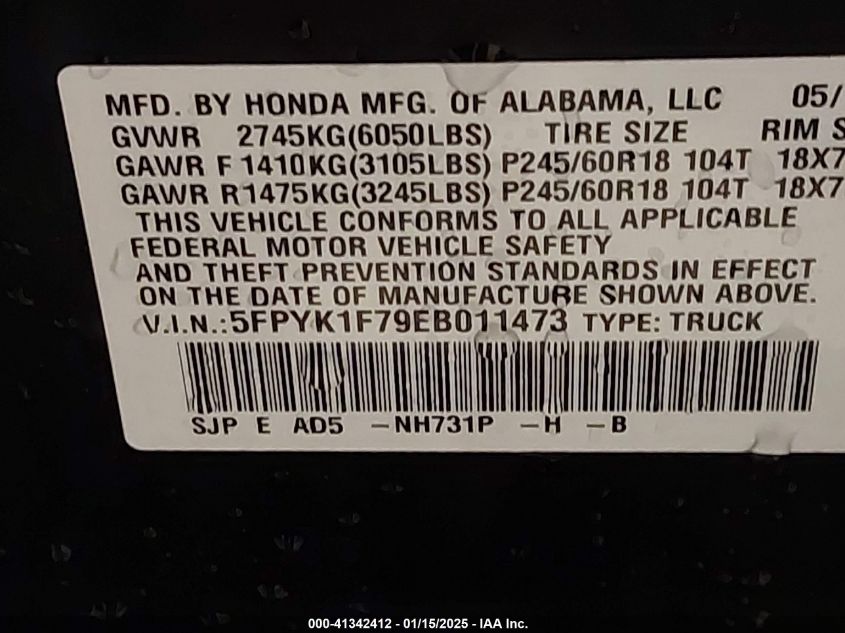 MFD. BY HONDA MFG. OF ALABAMA, LLC 05/
GVWR 2745KG(6050LBS) TIRE SIZE RIM S
GAWR F 1410KG(3105LBS) P245/60R18 104T 18X7
GAWR R1475KG(3245LBS) P245/60R18 104T 18X7
THIS VEHICLE CONFORMS TO ALL APPLICABLE
FEDERAL MOTOR VEHICLE SAFETY
AND THEFT PREVENTION STANDARDS IN EFFECT
ON THE DATE OF MANUFACTURE SHOWN ABOVE.
V.I.N.:5FPYK1F79EB011473 TYPE: TRUCK
SJP E AD5 -NH731P -H -B
000-41342412 - 01/15/2025 - IAA Inc.